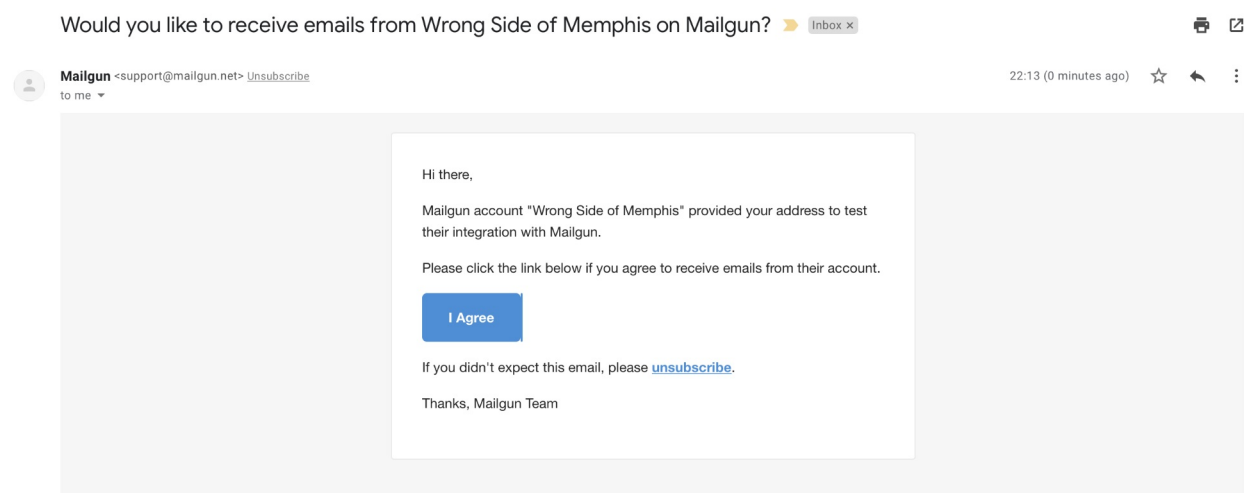 Would you like to receive emails from Wrong Side of Memphis on Mailgun? Inbox ×
Mailgun <support@mailgun.net> Unsubscribe 22:13 (0 minutes ago)
to me
Hi there,
Mailgun account "Wrong Side of Memphis" provided your address to test
their integration with Mailgun.
Please click the link below if you agree to receive emails from their account.
I Agree
If you didn't expect this email, please unsubscribe.
Thanks, Mailgun Team